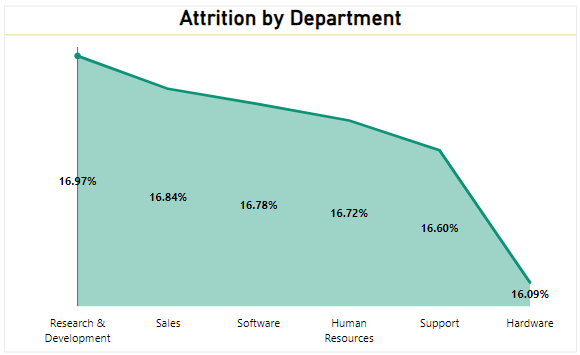 Attrition by Department
16.97%
16.84%
16.78%
16.72%
16.60%
16.09%
Research &
Development
Sales
Software
Human
Resources
Support
Hardware